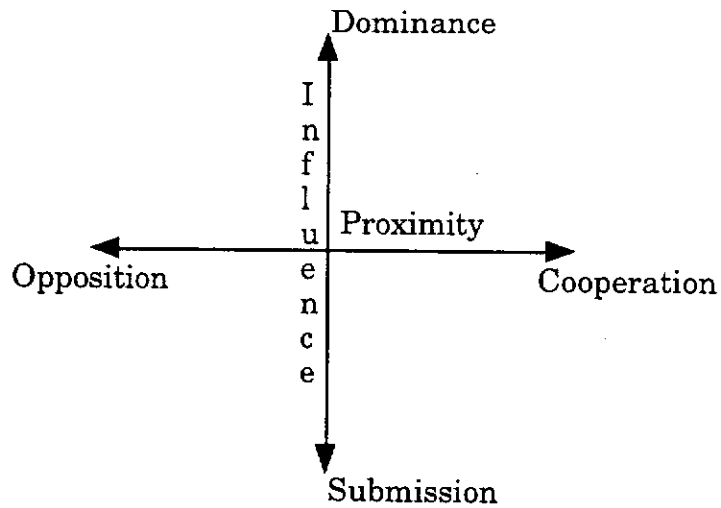 Dominance
Influence
Proximity
Opposition
Cooperation
Submission